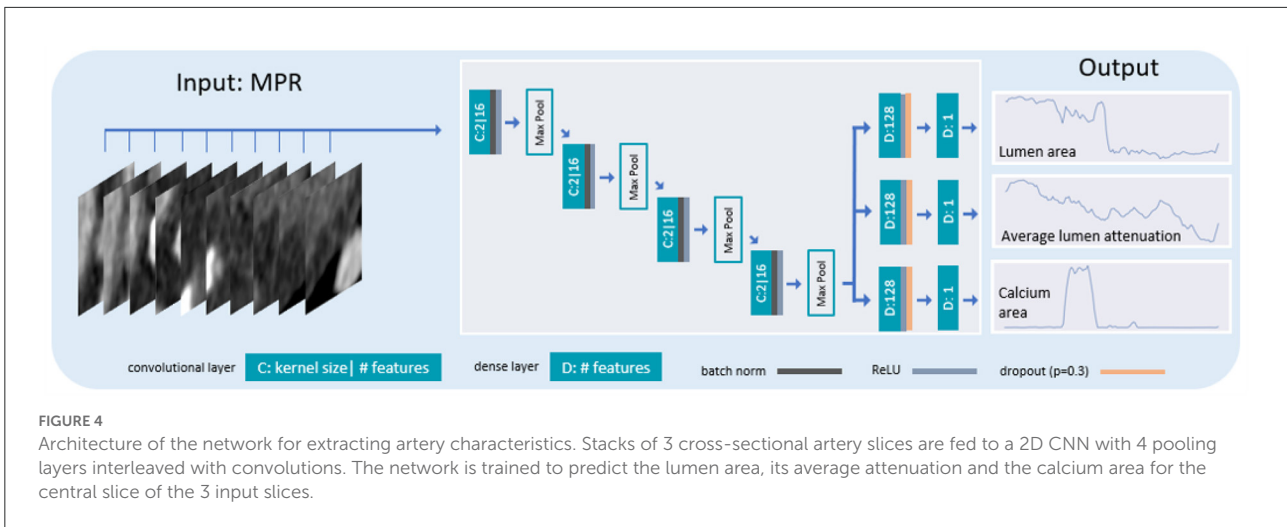 Input: MPR
Output
C:2|16
Max Pool
C:2|16
Max Pool
C:2|16
Max Pool
C:2|16
Max Pool
D:128
D: 1
Lumen area
D:128
D: 1
Average lumen attenuation
D:128
D: 1
Calcium
area
convolutional layer C: kernel size| # features dense layer D: # features batch norm ReLU dropout (p=0.3)
FIGURE 4
Architecture of the network for extracting artery characteristics. Stacks of 3 cross-sectional artery slices are fed to a 2D CNN with 4 pooling
layers interleaved with convolutions. The network is trained to predict the lumen area, its average attenuation and the calcium area for the
central slice of the 3 input slices.